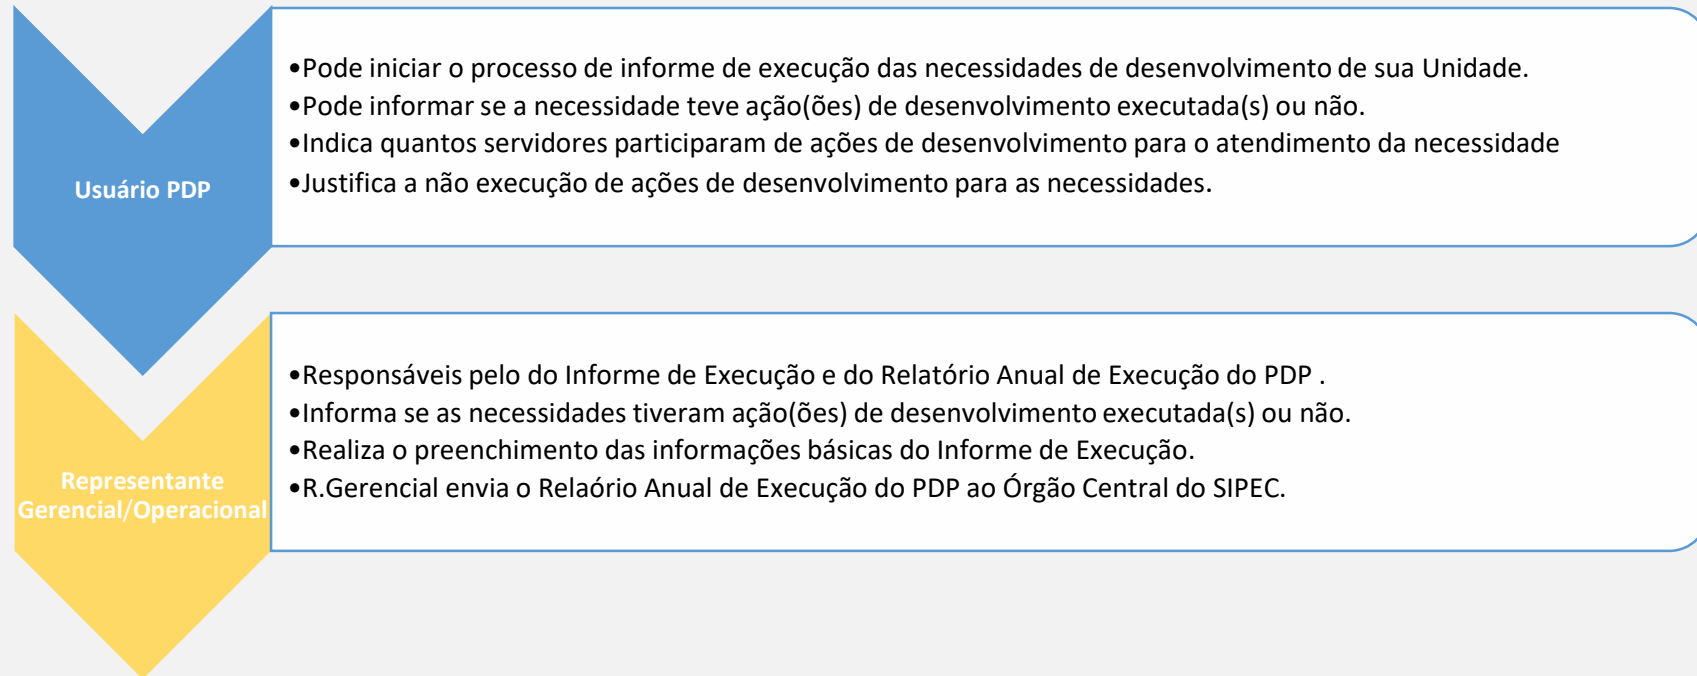 Usuário PDP
•Pode iniciar o processo de informe de execução das necessidades de desenvolvimento de sua Unidade.
•Pode informar se a necessidade teve ação(ões) de desenvolvimento executada(s) ou não.
•Indica quantos servidores participaram de ações de desenvolvimento para o atendimento da necessidade
•Justifica a não execução de ações de desenvolvimento para as necessidades.
Representante
Gerencial/Operacional
•Responsáveis pelo do Informe de Execução e do Relatório Anual de Execução do PDP .
•Informa se as necessidades tiveram ação(ões) de desenvolvimento executada(s) ou não.
•Realiza o preenchimento das informações básicas do Informe de Execução.
•R.Gerencial envia o Relaório Anual de Execução do PDP ao Órgão Central do SIPEC.